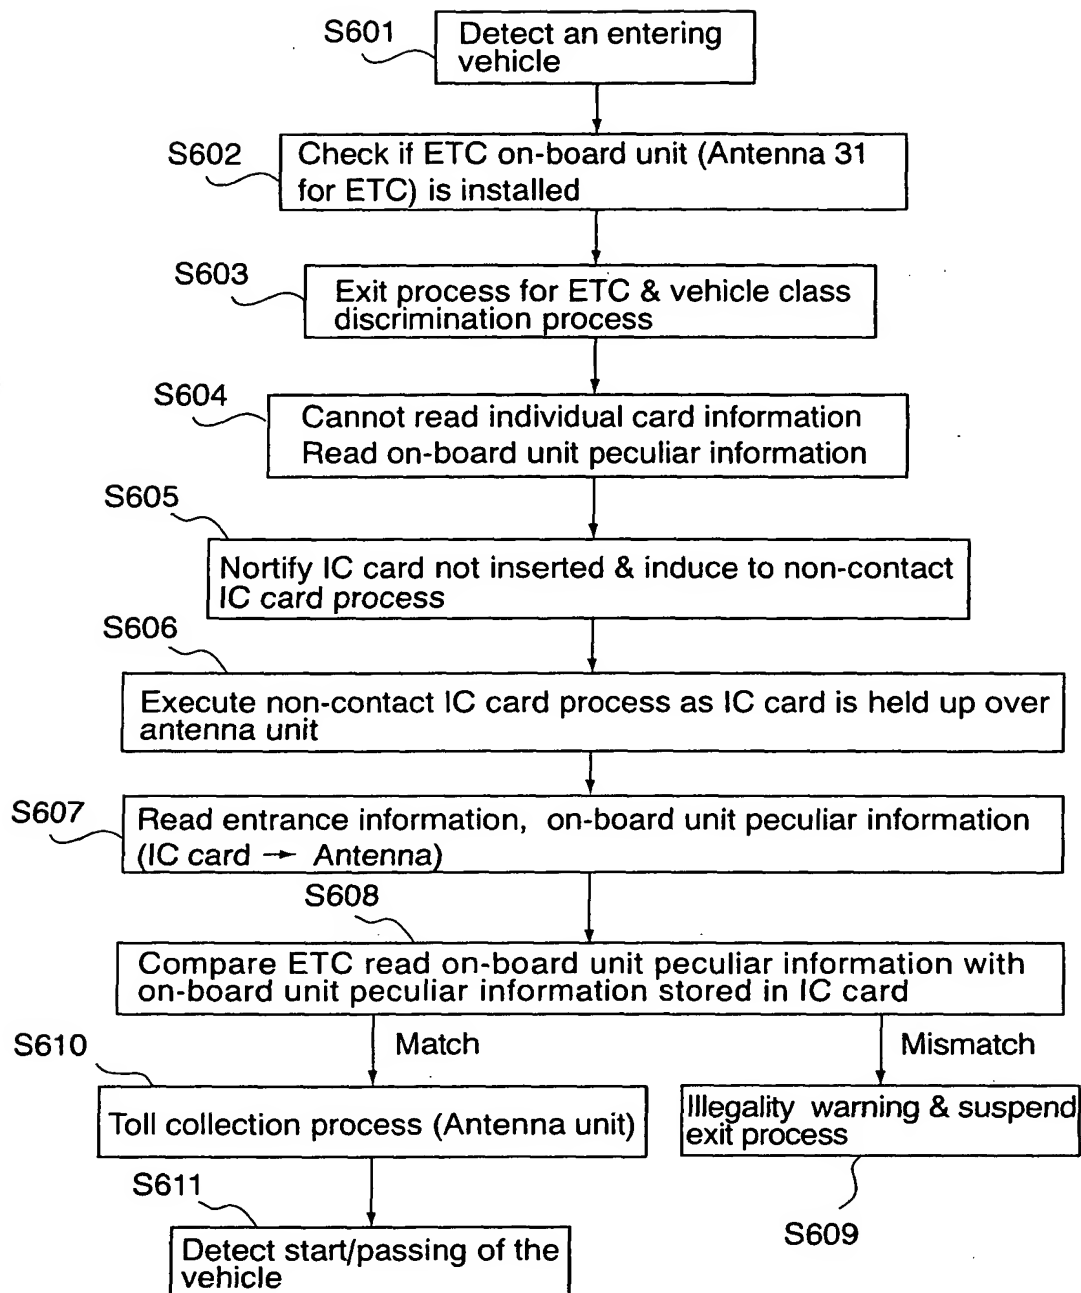 S601
Detect an entering
vehicle
S602
Check if ETC on-board unit (Antenna 31
for ETC) is installed
S603
Exit process for ETC & vehicle class
discrimination process
S604
Cannot read individual card information
Read on-board unit peculiar information
S605
Nortify IC card not inserted & induce to non-contact
IC card process
S606
Execute non-contact IC card process as IC card is held up over
antenna unit
S607
Read entrance information, on-board unit peculiar information
(IC card → Antenna)
S608
Compare ETC read on-board unit peculiar information with
on-board unit peculiar information stored in IC card
Match
Mismatch
S610
Toll collection process (Antenna unit)
Illegality warning & suspend
exit process
S609
S611
Detect start/passing of the
vehicle